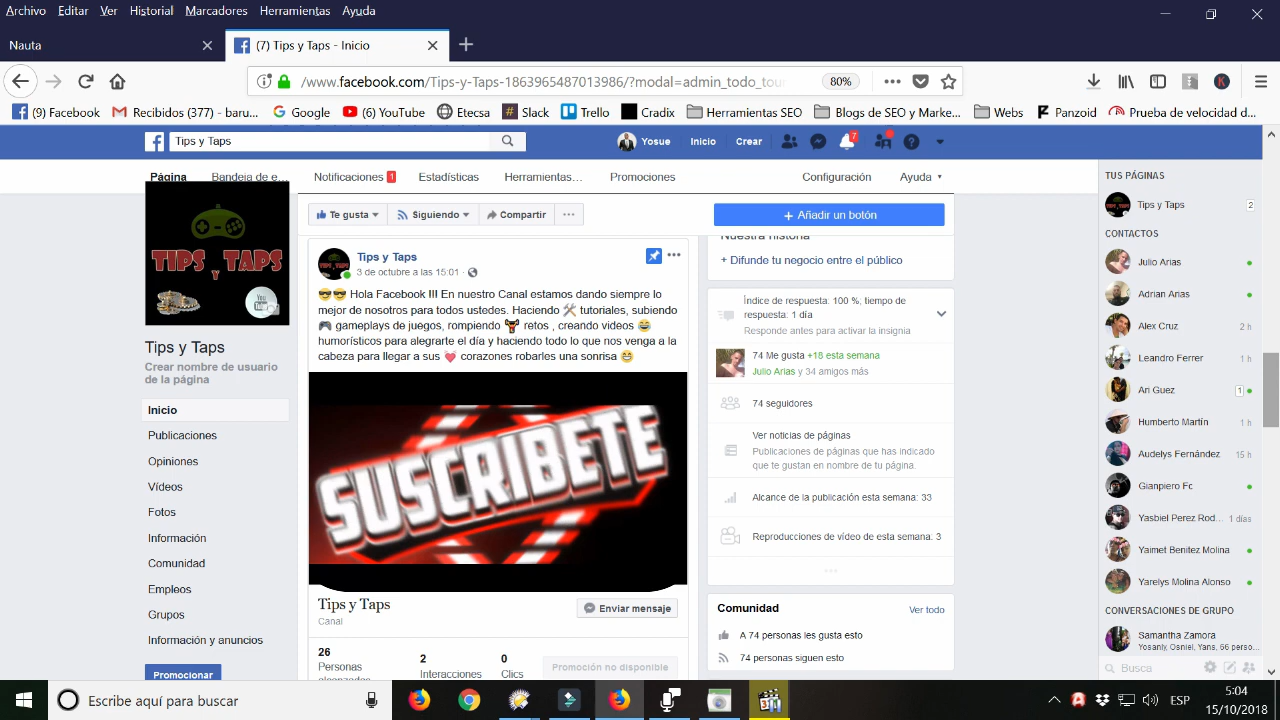 Archivo Editar Ver Historial Marcadores Herramientas Ayuda
Nauta
(7) Tips y Taps - Inicio
/www.facebook.com/Tips-y-Taps-1863965487013986/?modal=admin_todo_tou
80%
(9) Facebook
Recibidos (377) - baru...
Google
(6) YouTube
Etecsa
Slack
Trello
Cradix
Herramientas SEO
Blogs de SEO y Marke...
Webs
Panzoid
Prueba de velocidad d...
Tips y Taps
Yosue
Inicio
Crear
7
Página
Bandeja de e...
Notificaciones 1
Estadísticas
Herramientas...
Promociones
Configuración
Ayuda
TIPS
Y
TAPS
You
Tips y Taps
Crear nombre de usuario
de la página
Inicio
Publicaciones
Opiniones
Vídeos
Fotos
Información
Comunidad
Empleos
Grupos
Información y anuncios
Promocionar
Te gusta
Siguiendo
Compartir
...
+ Añadir un botón
Tips y Taps
3 de octubre a las 15:01 ·
😎😎 Hola Facebook !!! En nuestro Canal estamos dando siempre lo
mejor de nosotros para todos ustedes. Haciendo 🛠 tutoriales, subiendo
🎮 gameplays de juegos, rompiendo 👹 retos , creando videos 😂
humorísticos para alegrarte el día y haciendo todo lo que nos venga a la
cabeza para llegar a sus 💓 corazones robarles una sonrisa 😄
SUSCRIBETE
Tips y Taps
Canal
Enviar mensaje
26
Personas
alcanzadas
2
Interacciones
0
Clics
Promoción no disponible
Nuestra historia
+ Difunde tu negocio entre el público
Índice de respuesta: 100 %; tiempo de
respuesta: 1 día
Responde antes para activar la insignia
74 Me gusta +18 esta semana
Julio Arias y 34 amigos más
74 seguidores
Ver noticias de páginas
Publicaciones de páginas que has indicado
que te gustan en nombre de tu página.
Alcance de la publicación esta semana: 33
Reproducciones de vídeo de esta semana: 3
...
Comunidad
Ver todo
A 74 personas les gusta esto
74 personas siguen esto
TUS PÁGINAS
Tips y Taps 2
CONTACTOS
Julio Arias
Adrian Arias
Alex Cruz 2 h
Leandro Ferrer 1 h
Ari Guez 1
Humberto Martín 1 h
Audelys Fernández 15 h
Gianpiero Fc
Yasbiel Perez Rod... 1 días
Yaimet Benitez Molina
Yarelys Molina Alonso
CONVERSACIONES DE GRUPO
Samantha Zamora
Yosanly, Osniel, Yans, 56 perso...
Busca
Escribe aquí para buscar
ESP
5:04
15/10/2018